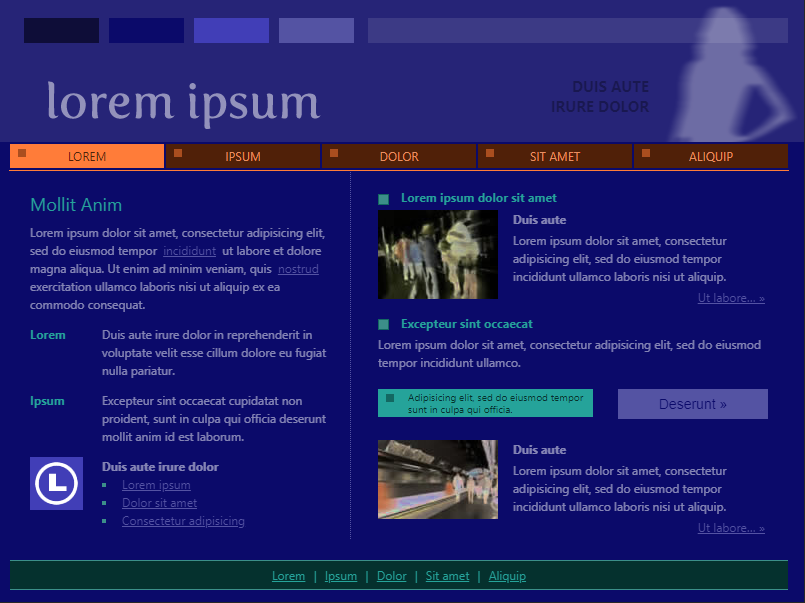 lorem ipsum
DUIS AUTE
IRURE DOLOR
LOREM
IPSUM
DOLOR
SIT AMET
ALIQUIP
Mollit Anim
Lorem ipsum dolor sit amet, consectetur adipisicing elit,
sed do eiusmod tempor incididunt ut labore et dolore
magna aliqua. Ut enim ad minim veniam, quis nostrud
exercitation ullamco laboris nisi ut aliquip ex ea
commodo consequat.
Lorem
Duis aute irure dolor in reprehenderit in
voluptate velit esse cillum dolore eu fugiat
nulla pariatur.
Ipsum
Excepteur sint occaecat cupidatat non
proident, sunt in culpa qui officia deserunt
mollit anim id est laborum.
L
Duis aute irure dolor
Lorem ipsum
Dolor sit amet
Consectetur adipisicing
Lorem ipsum dolor sit amet
Duis aute
Lorem ipsum dolor sit amet, consectetur
adipisicing elit, sed do eiusmod tempor
incididunt ullamco laboris nisi ut aliquip.
Ut labore... »
Excepteur sint occaecat
Lorem ipsum dolor sit amet, consectetur adipisicing elit, sed do eiusmod
tempor incididunt ullamco.
Adipisicing elit, sed do eiusmod tempor
sunt in culpa qui officia.
Deserunt »
Duis aute
Lorem ipsum dolor sit amet, consectetur
adipisicing elit, sed do eiusmod tempor
incididunt ullamco laboris nisi ut aliquip.
Ut labore... »
Lorem | Ipsum | Dolor | Sit amet | Aliquip